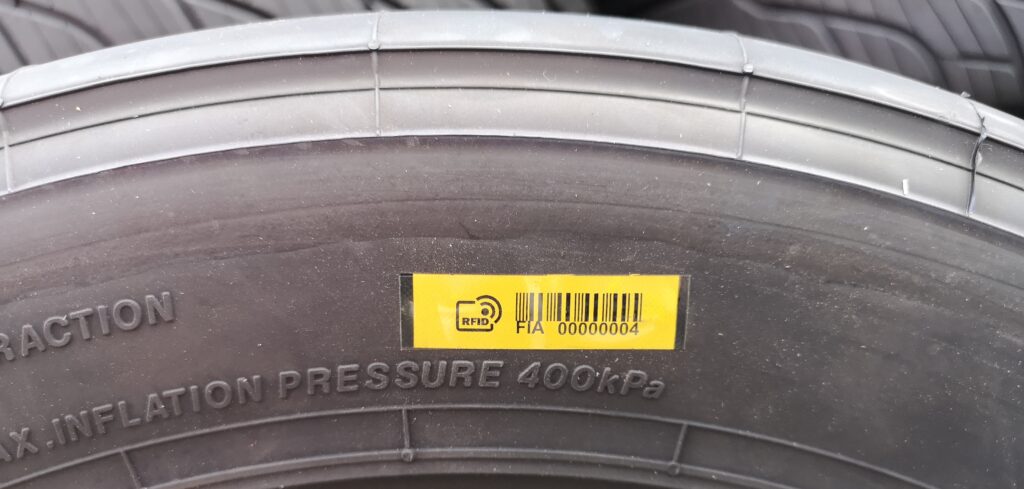 RFID
FIA 00000004
RACTION
AX.INFLATION PRESSURE 400kPa